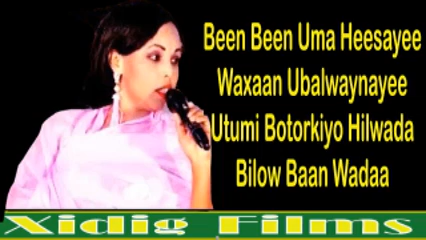 Been Been Uma Heesayee
Waxaan Ubalwaynayee
Utumi Botorkiyo Hilwada
Bilow Baan Wadaa
Xidig Films